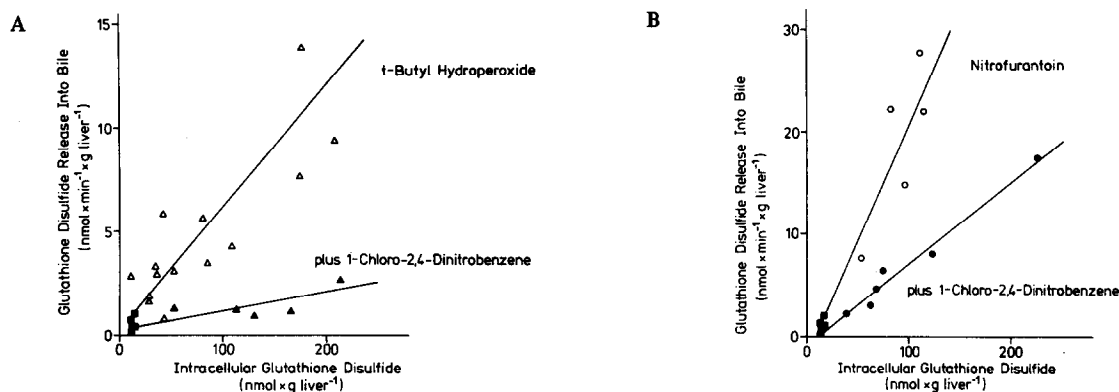 A
Glutathione Disulfide Release Into Bile
(nmol×min⁻¹×g liver⁻¹)
15
10
5
0
t-Butyl Hydroperoxide
plus 1-Chloro-2,4-Dinitrobenzene
0
100
200
Intracellular Glutathione Disulfide
(nmol×g liver⁻¹)
B
Glutathione Disulfide Release Into Bile
(nmol×min⁻¹×g liver⁻¹)
30
20
10
0
Nitrofurantoin
plus 1-Chloro-2,4-Dinitrobenzene
0
100
200
Intracellular Glutathione Disulfide
(nmol×g liver⁻¹)